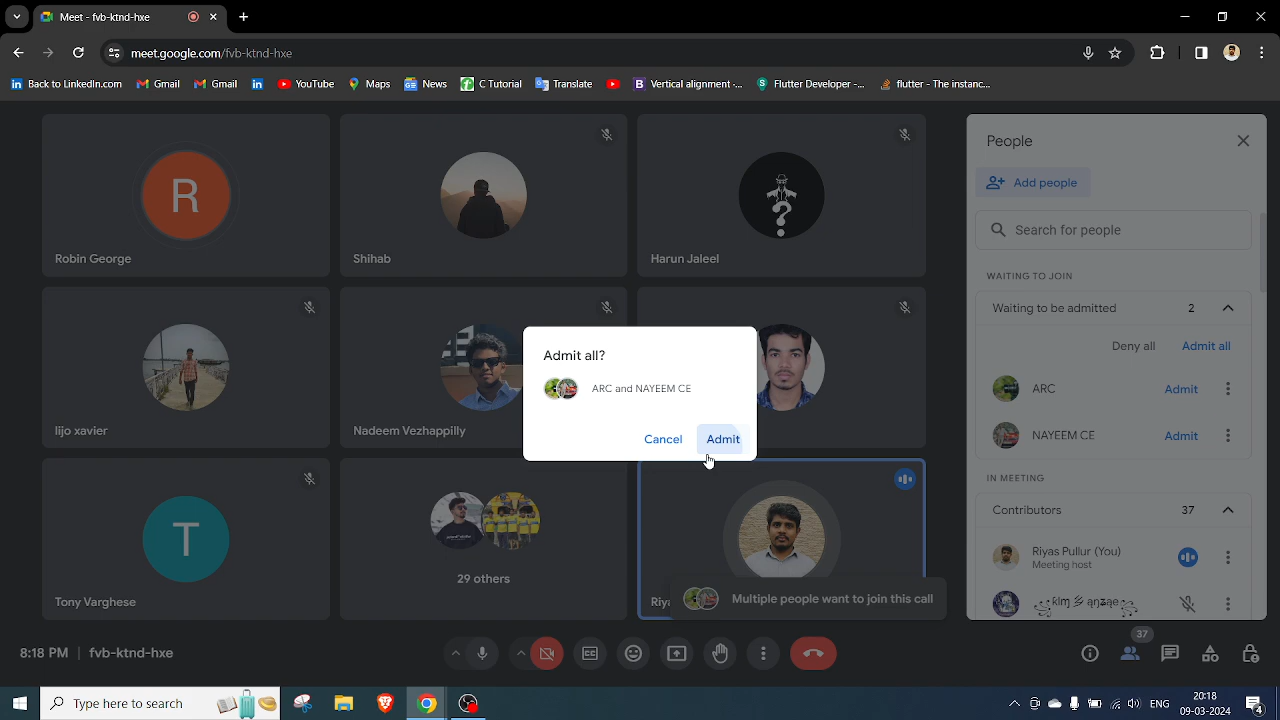 Meet - fvb-ktnd-hxe
meet.google.com/fvb-ktnd-hxe
Back to LinkedIn.com Gmail Gmail YouTube Maps News C Tutorial Translate Vertical alignment -... Flutter Developer -... flutter - The instanc...
R
Robin George
Shihab
Harun Jaleel
lijo xavier
Nadeem Vezhappilly
T
Tony Varghese
29 others
Riy
Multiple people want to join this call
Admit all?
ARC and NAYEEM CE
Cancel Admit
People
Add people
Search for people
WAITING TO JOIN
Waiting to be admitted 2
Deny all Admit all
ARC Admit
NAYEEM CE Admit
IN MEETING
Contributors 37
Riyas Pullur (You)
Meeting host
8:18 PM | fvb-ktnd-hxe
37
Type here to search
ENG
20:18
09-03-2024